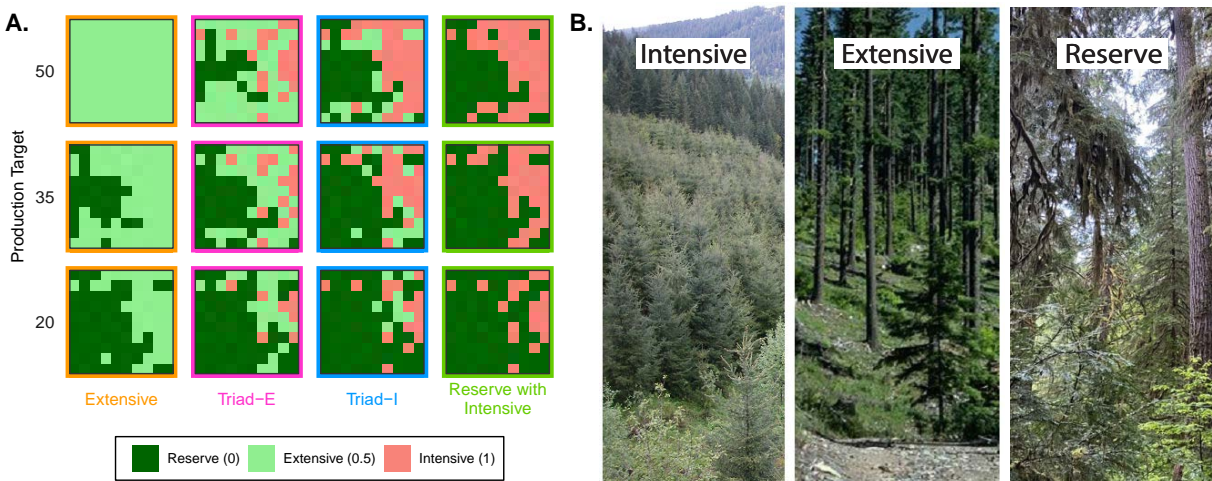 A.
Production Target
50
35
20
Extensive
Triad−E
Triad−I
Reserve with
Intensive
Reserve (0)
Extensive (0.5)
Intensive (1)
B.
Intensive
Extensive
Reserve